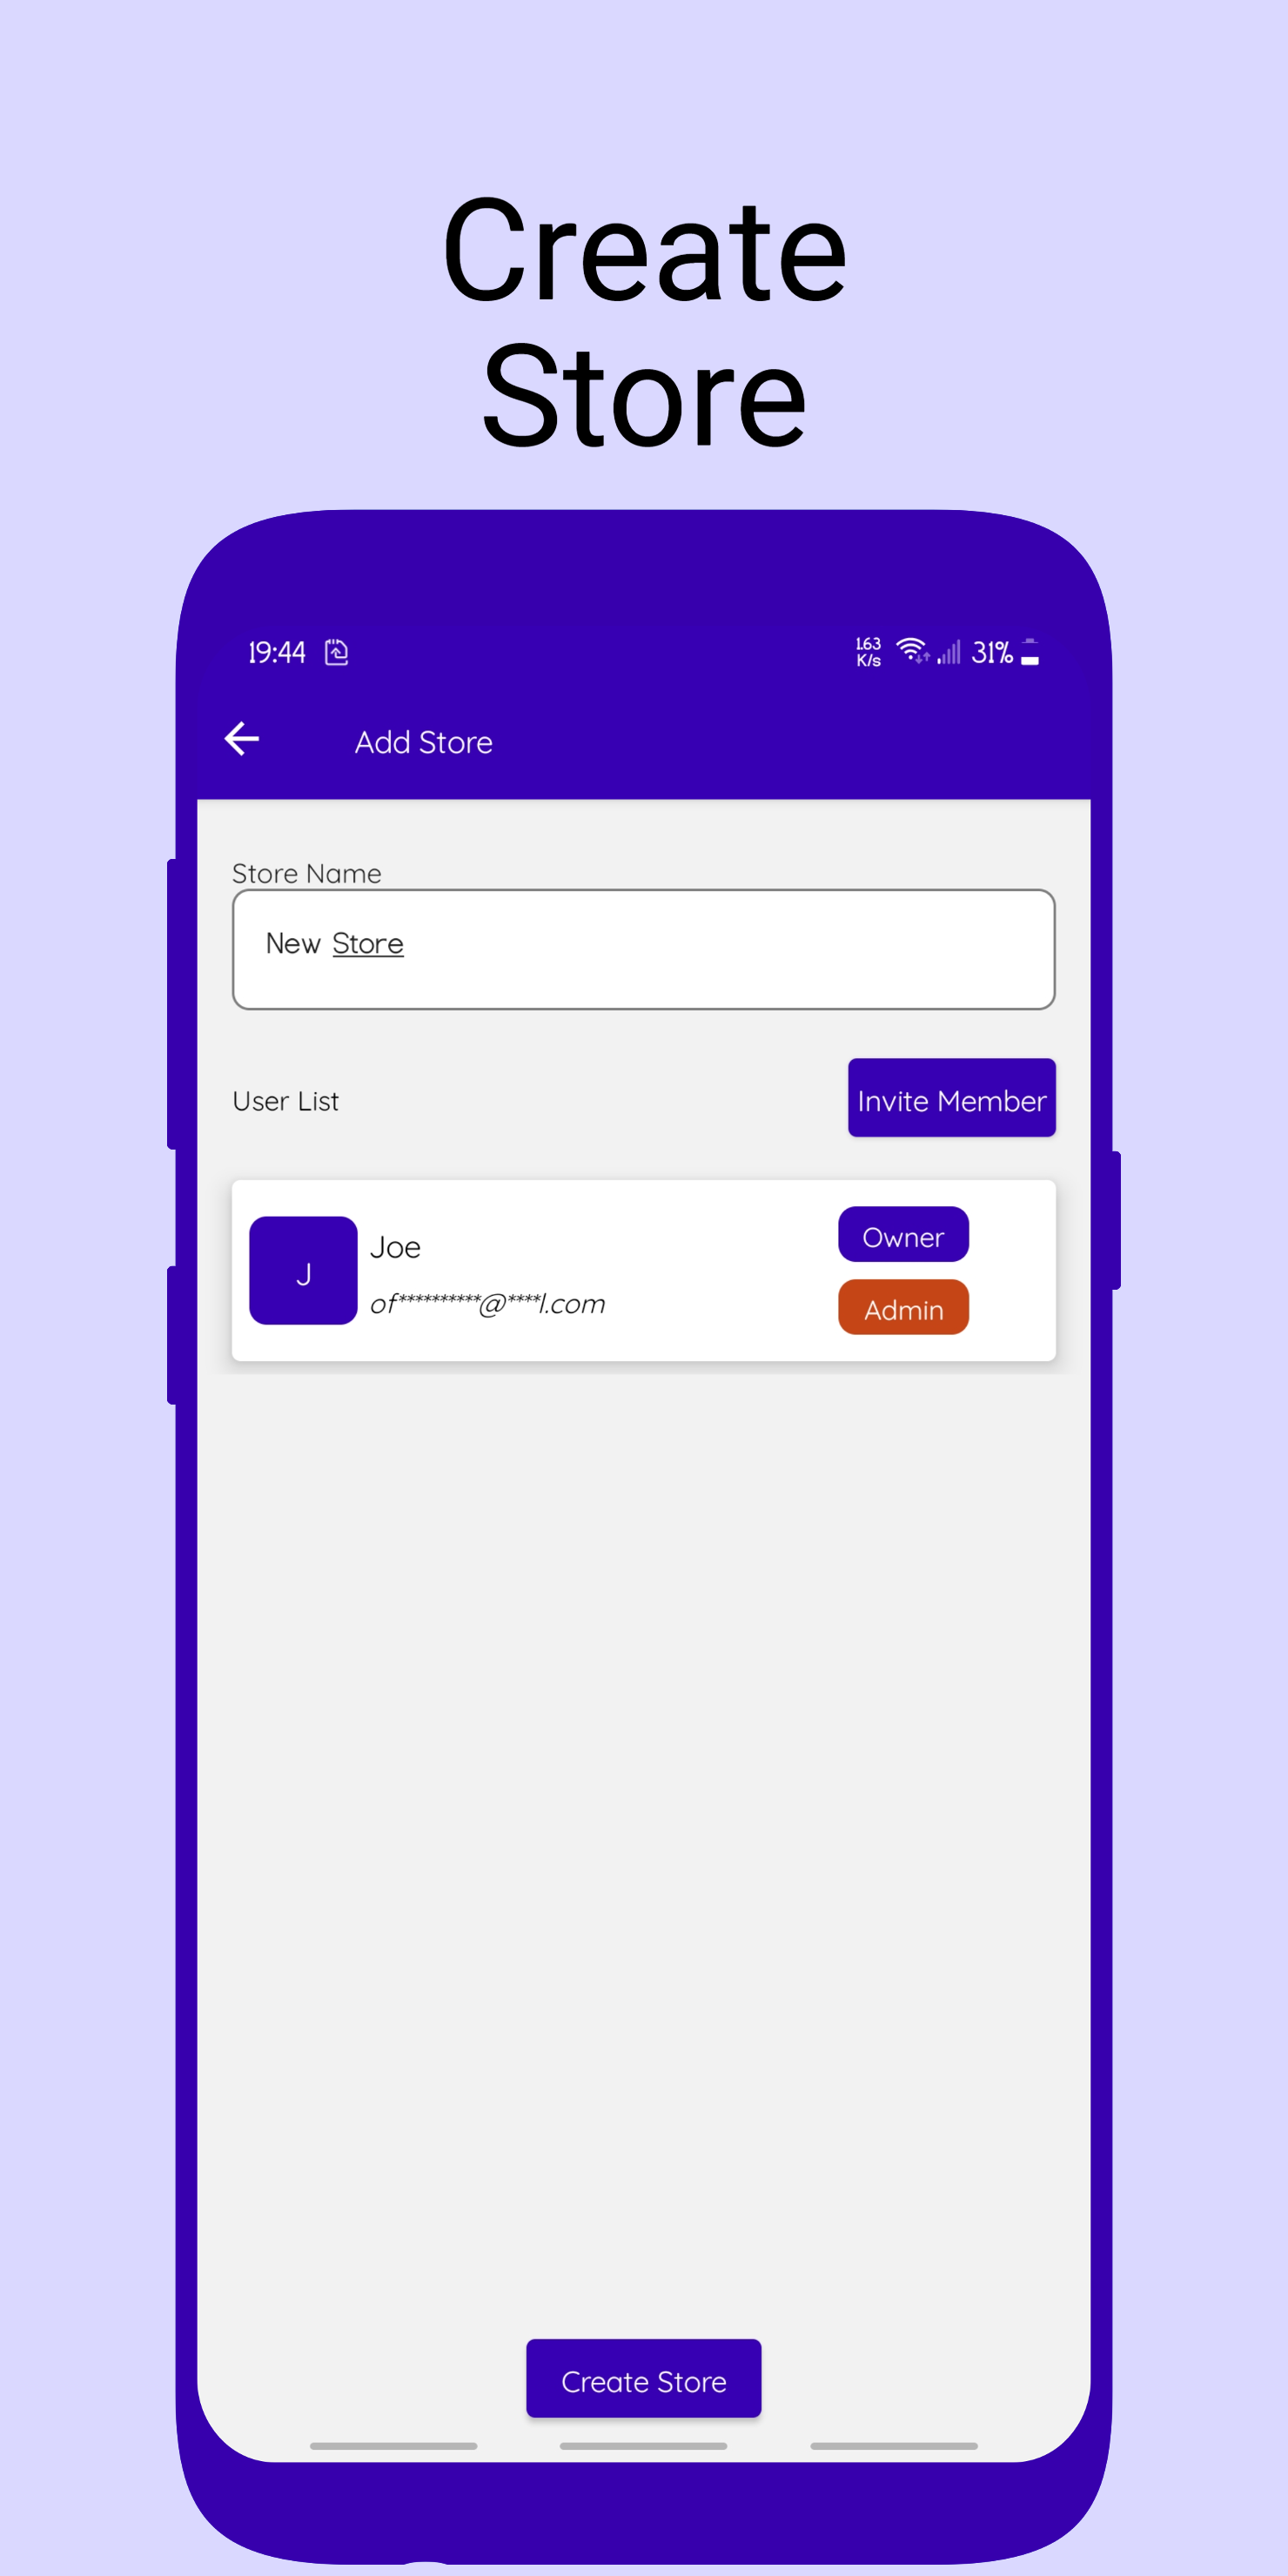 Create
Store
19:44
1.63
K/s
31%
Add Store
Store Name
New Store
User List
Invite Member
J
Joe
of**********@****l.com
Owner
Admin
Create Store